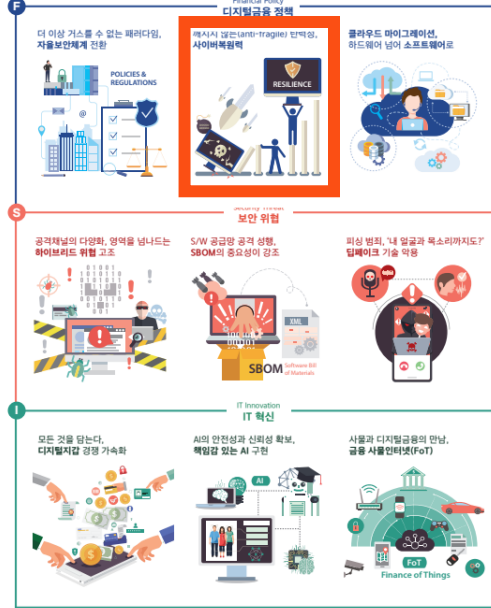 F
Financial Policy
디지털금융 정책
더 이상 거스를 수 없는 패러다임,
자율보안체계 전환
POLICIES &
REGULATIONS
@
깨지지 않는(anti-fragile) 탄력성,
사이버복원력
RESILIENCE
클라우드 마이그레이션,
하드웨어 넘어 소프트웨어로
S
Security Threat
보안 위협
공격채널의 다양화, 영역을 넘나드는
하이브리드 위협 고조
S/W 공급망 공격 성행,
SBOM의 중요성이 강조
XML
SBOM
Software Bill
of Materials
피싱 범죄, '내 얼굴과 목소리까지도?'
딥페이크 기술 악용
I
IT Innovation
IT 혁신
모든 것을 담는다,
디지털지갑 경쟁 가속화
AI의 안전성과 신뢰성 확보,
책임감 있는 AI 구현
AI
사물과 디지털금융의 만남,
금융 사물인터넷(FoT)
FoT
Finance of Things